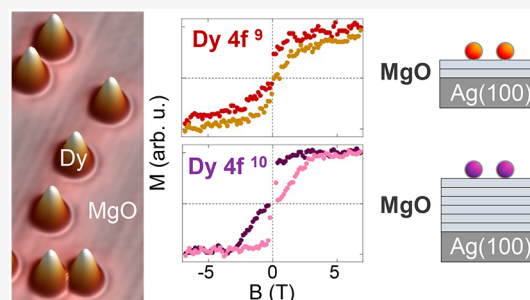 Dy
MgO
M (arb. u.)
Dy 4f 9
Dy 4f 10
-5 0 5
B (T)
MgO
Ag(100)
MgO
Ag(100)